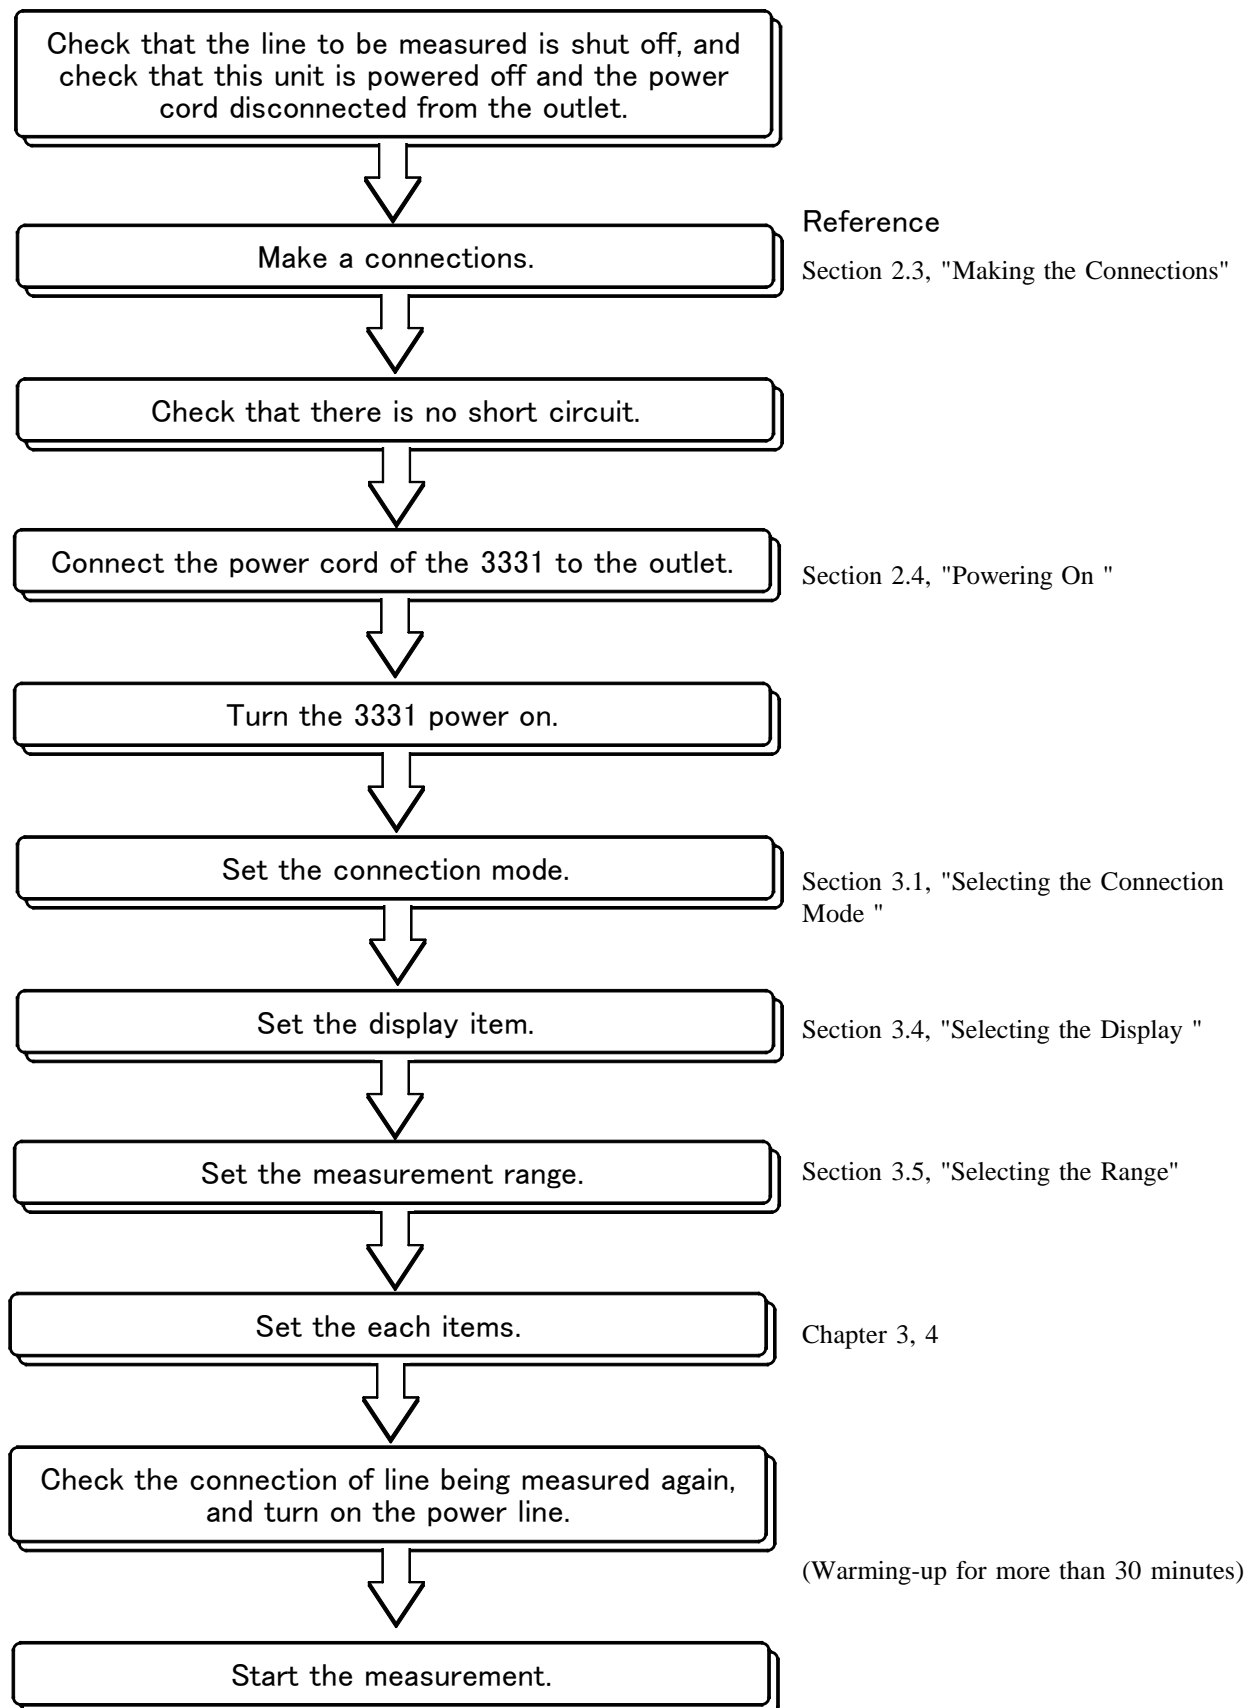 Check that the line to be measured is shut off, and
check that this unit is powered off and the power
cord disconnected from the outlet.
Reference
Make a connections.
Section 2.3, "Making the Connections"
Check that there is no short circuit.
Connect the power cord of the 3331 to the outlet.
Section 2.4, "Powering On "
Turn the 3331 power on.
Set the connection mode.
Section 3.1, "Selecting the Connection
Mode "
Set the display item.
Section 3.4, "Selecting the Display "
Set the measurement range.
Section 3.5, "Selecting the Range"
Set the each items.
Chapter 3, 4
Check the connection of line being measured again,
and turn on the power line.
(Warming-up for more than 30 minutes)
Start the measurement.